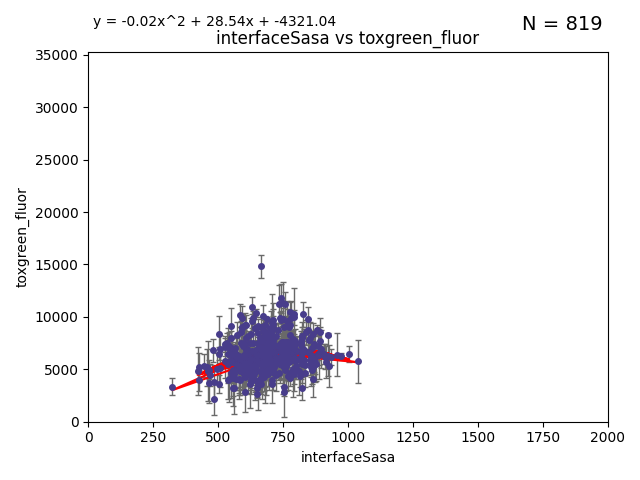 y = -0.02x^2 + 28.54x + -4321.04
N = 819
interfaceSasa vs toxgreen_fluor
35000
30000
25000
20000
15000
10000
5000
0
toxgreen_fluor
0 250 500 750 1000 1250 1500 1750 2000
interfaceSasa